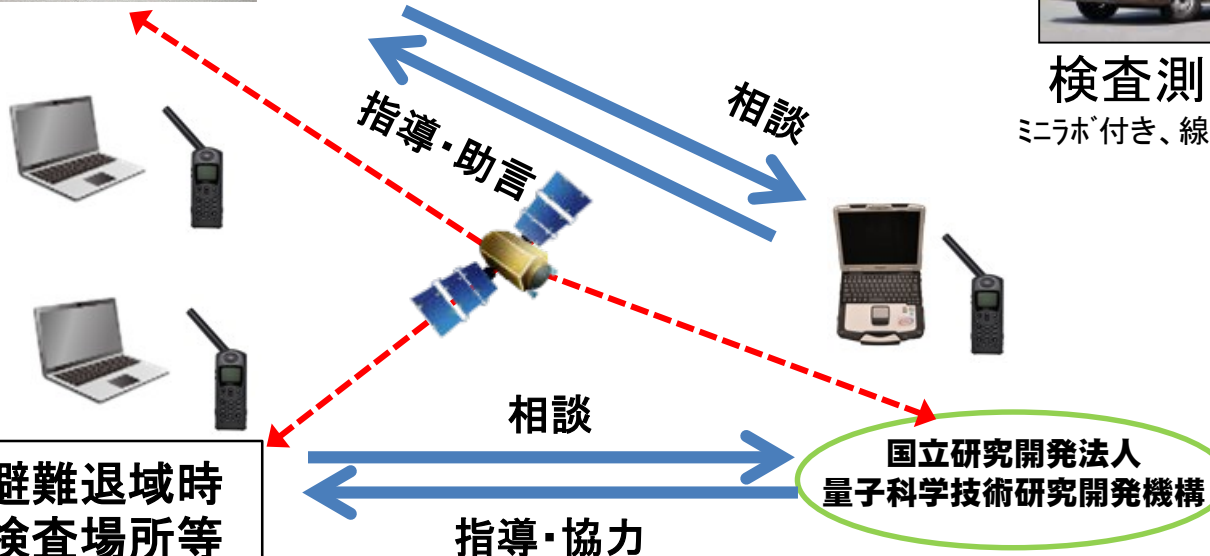 相談
検査測
ﾐﾆﾗﾎﾞ付き、線
指導・助言
相談
国立研究開発法人
量子科学技術研究開発機構
避難退域時
検査場所等
指導・協力